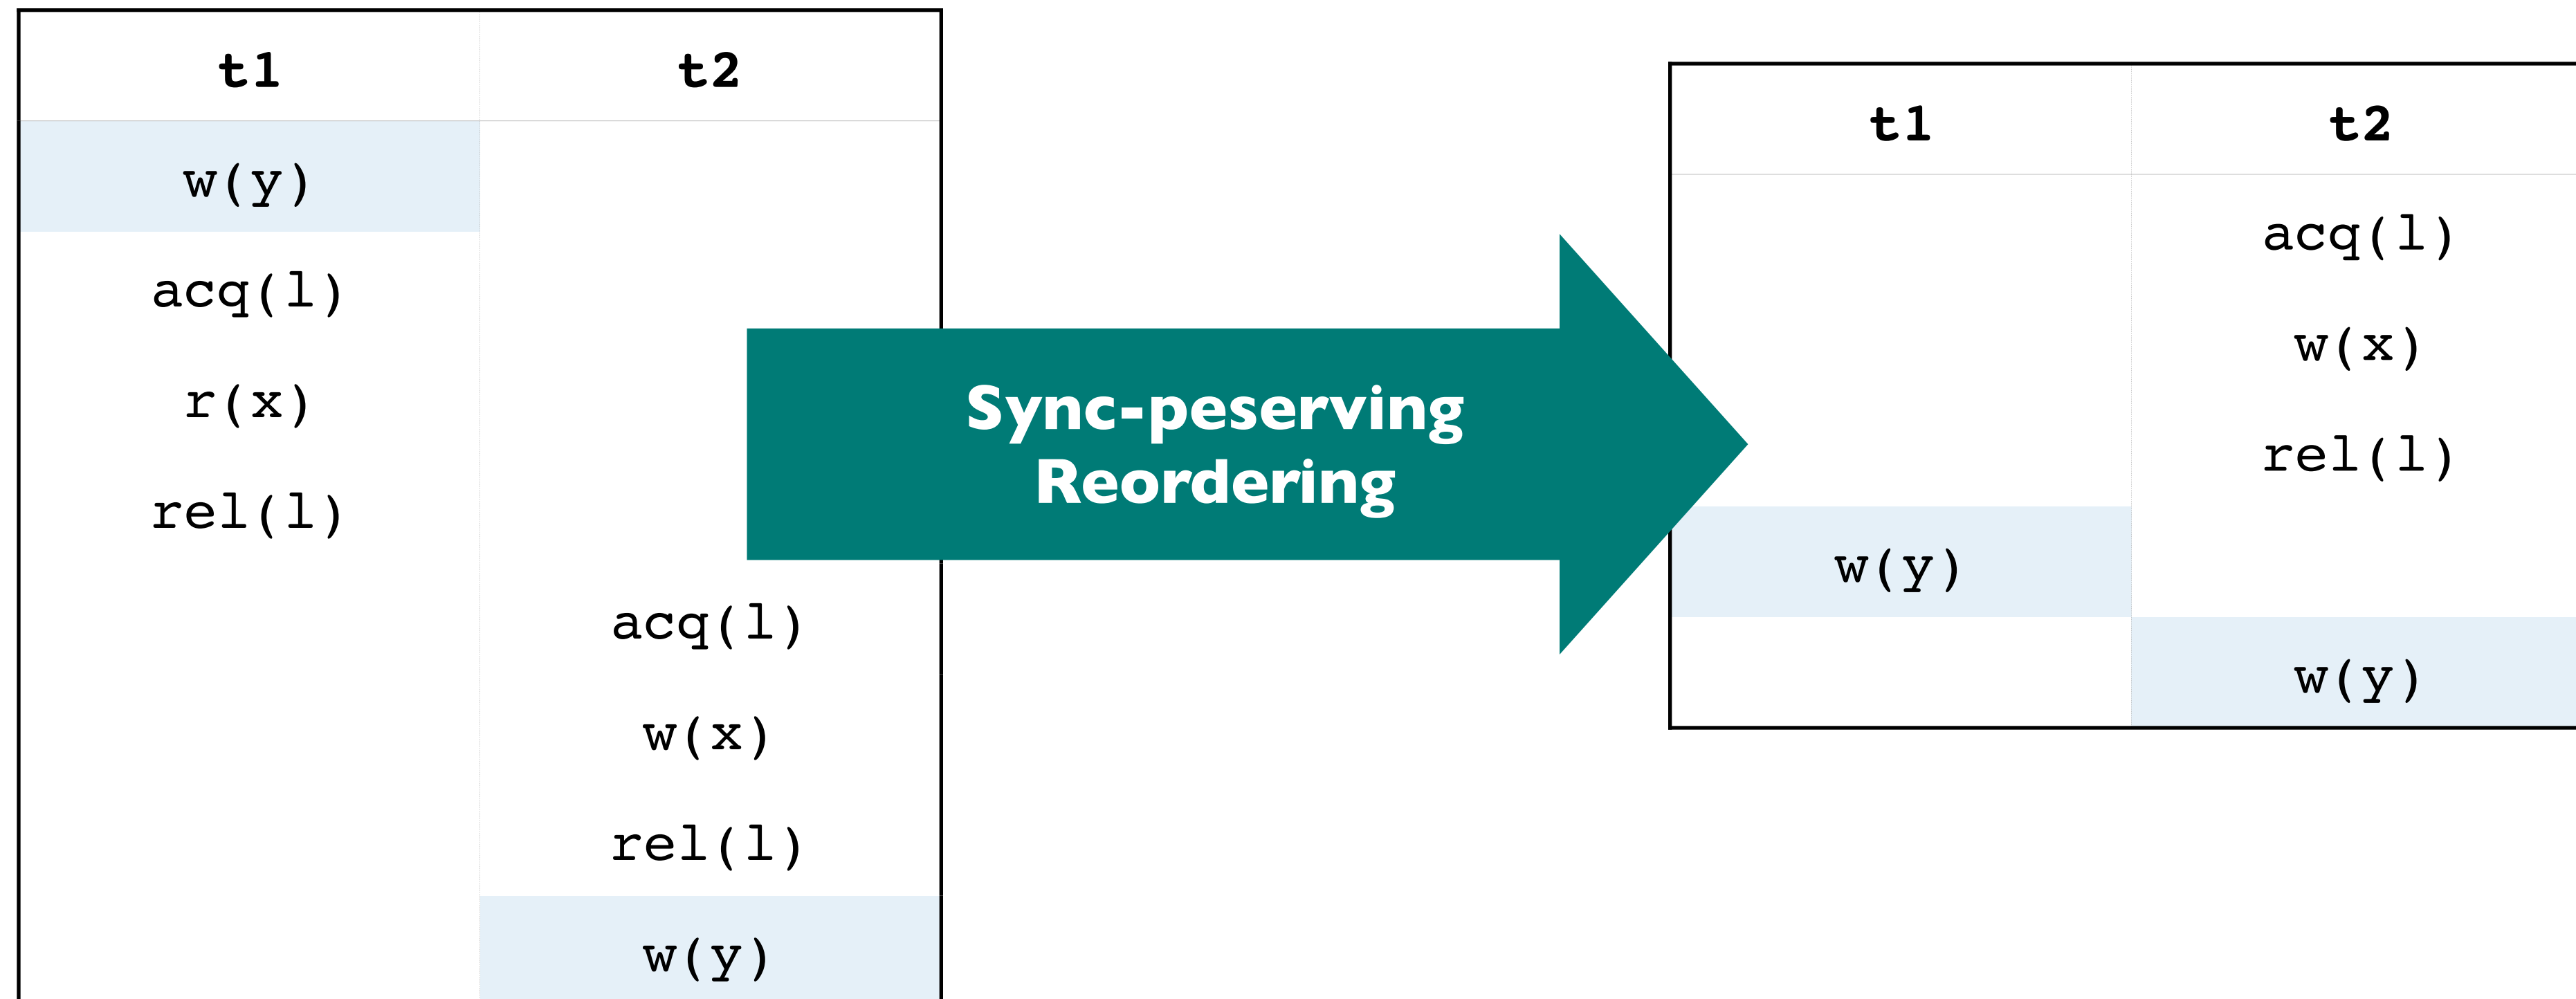 t1 t2
w(y)
acq(l)
r(x)
rel(l)
acq(l)
w(x)
rel(l)
w(y)
Sync-peserving
Reordering
t1 t2
acq(l)
w(x)
rel(l)
w(y)
w(y)